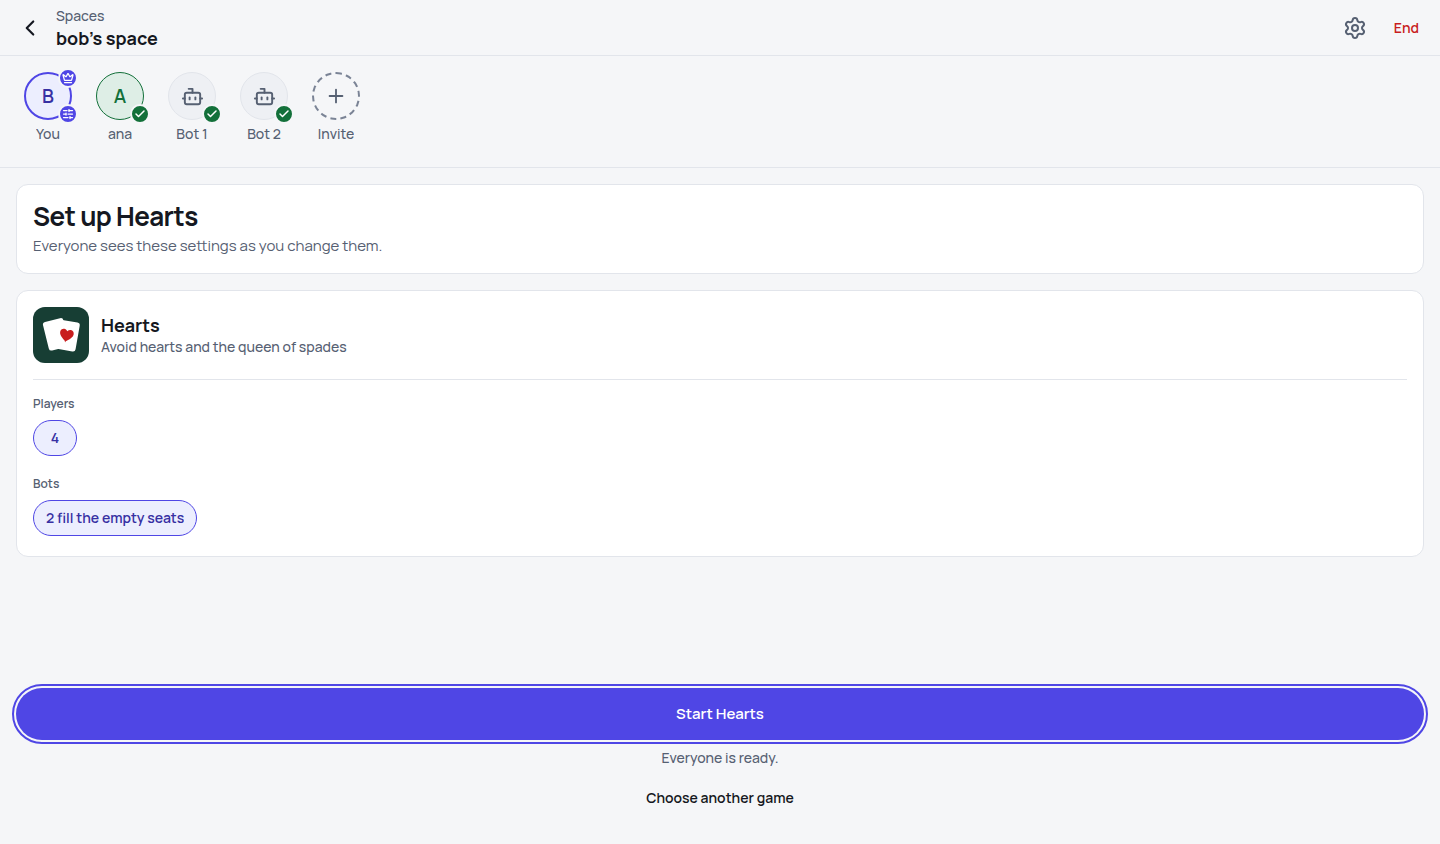 Spaces
bob's space
End
B
A
You
ana
Bot 1
Bot 2
Invite
Set up Hearts
Everyone sees these settings as you change them.
Hearts
Avoid hearts and the queen of spades
Players
4
Bots
2 fill the empty seats
Start Hearts
Everyone is ready.
Choose another game